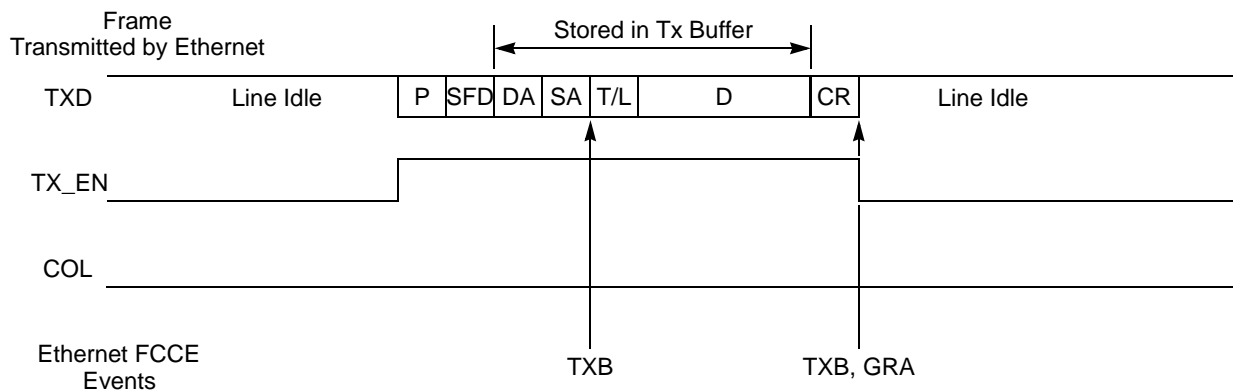 Frame
Transmitted by Ethernet
Stored in Tx Buffer
TXD
Line Idle
P
SFD
DA
SA
T/L
D
CR
Line Idle
TX_EN
COL
Ethernet FCCE
Events
TXB
TXB, GRA